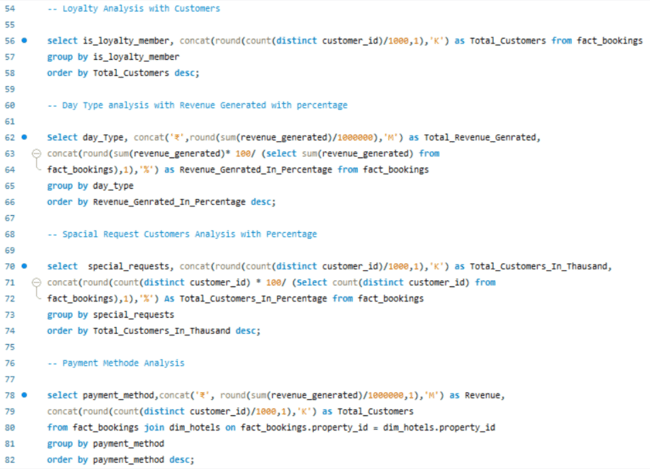 54 -- Loyalty Analysis with Customers
55
56 select is_loyalty_member, concat(round(count(distinct customer_id)/1000,1),'K') as Total_Customers from fact_bookings
57 group by is_loyalty_member
58 order by Total_Customers desc;
59
60 -- Day Type analysis with Revenue Generated with percentage
61
62 Select day_Type, concat('₹',round(sum(revenue_generated)/1000000),'M') as Total_Revenue_Genrated,
63 concat(round(sum(revenue_generated)* 100/ (select sum(revenue_generated) from
64 fact_bookings),1),'%') as Revenue_Genrated_In_Percentage from fact_bookings
65 group by day_type
66 order by Revenue_Genrated_In_Percentage desc;
67
68 -- Spacial Request Customers Analysis with Percentage
69
70 select special_requests, concat(round(count(distinct customer_id)/1000,1),'K') as Total_Customers_In_Thausand,
71 concat(round(count(distinct customer_id) * 100/ (Select count(distinct customer_id) from
72 fact_bookings),1),'%') As Total_Customers_In_Percentage from fact_bookings
73 group by special_requests
74 order by Total_Customers_In_Thausand desc;
75
76 -- Payment Methode Analysis
77
78 select payment_method,concat('₹', round(sum(revenue_generated)/1000000,1),'M') as Revenue,
79 concat(round(count(distinct customer_id)/1000,1),'K') as Total_Customers
80 from fact_bookings join dim_hotels on fact_bookings.property_id = dim_hotels.property_id
81 group by payment_method
82 order by payment_method desc;